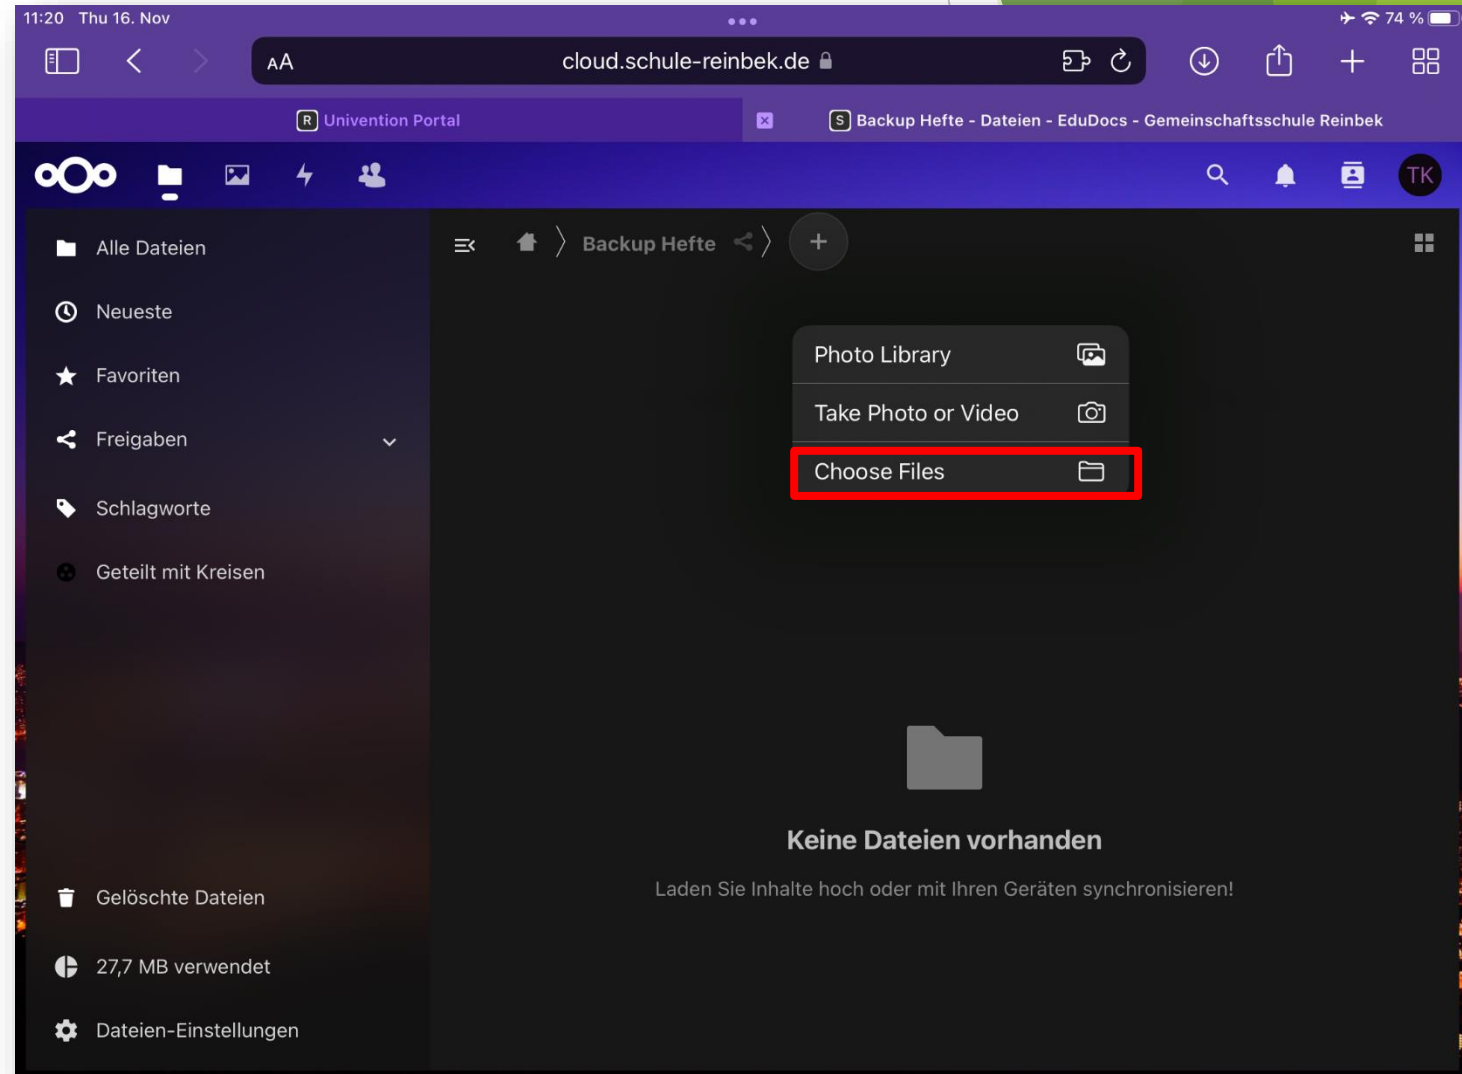 11:20 Thu 16. Nov
74 %
AA
cloud.schule-reinbek.de
R Univention Portal
S Backup Hefte - Dateien - EduDocs - Gemeinschaftsschule Reinbek
TK
Alle Dateien
Backup Hefte
+
Neueste
Photo Library
Favoriten
Take Photo or Video
Freigaben
Choose Files
Schlagworte
Geteilt mit Kreisen
Keine Dateien vorhanden
Laden Sie Inhalte hoch oder mit Ihren Geräten synchronisieren!
Gelöschte Dateien
27,7 MB verwendet
Dateien-Einstellungen